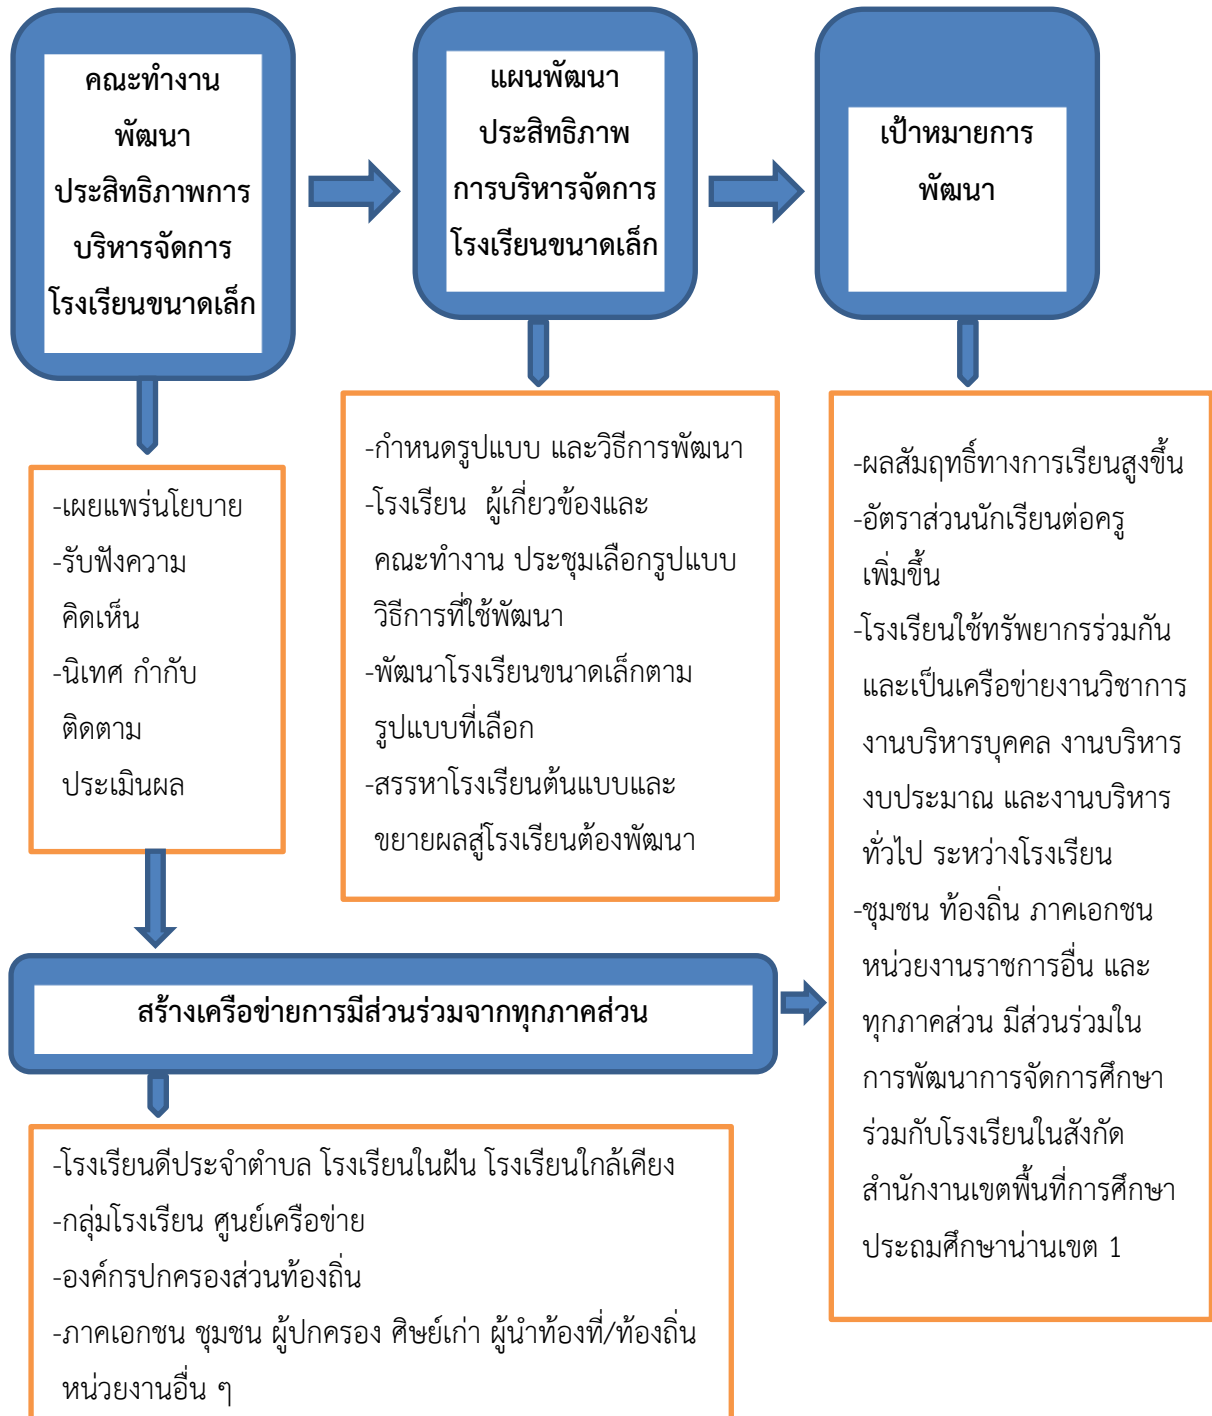 คณะทำงาน
พัฒนา
ประสิทธิภาพการ
บริหารจัดการ
โรงเรียนขนาดเล็ก
แผนพัฒนา
ประสิทธิภาพ
การบริหารจัดการ
โรงเรียนขนาดเล็ก
เป้าหมายการ
พัฒนา
-เผยแพร่นโยบาย
-รับฟังความ
คิดเห็น
-นิเทศ กำกับ
ติดตาม
ประเมินผล
-กำหนดรูปแบบ และวิธีการพัฒนา
-โรงเรียน ผู้เกี่ยวข้องและ
คณะทำงาน ประชุมเลือกรูปแบบ
วิธีการที่ใช้พัฒนา
-พัฒนาโรงเรียนขนาดเล็กตาม
รูปแบบที่เลือก
-สรรหาโรงเรียนต้นแบบและ
ขยายผลสู่โรงเรียนต้องพัฒนา
-ผลสัมฤทธิ์ทางการเรียนสูงขึ้น
-อัตราส่วนนักเรียนต่อครู
เพิ่มขึ้น
-โรงเรียนใช้ทรัพยากรร่วมกัน
และเป็นเครือข่ายงานวิชาการ
งานบริหารบุคคล งานบริหาร
งบประมาณ และงานบริหาร
ทั่วไป ระหว่างโรงเรียน
-ชุมชน ท้องถิ่น ภาคเอกชน
หน่วยงานราชการอื่น และ
ทุกภาคส่วน มีส่วนร่วมใน
การพัฒนาการจัดการศึกษา
ร่วมกับโรงเรียนในสังกัด
สำนักงานเขตพื้นที่การศึกษา
ประถมศึกษาน่านเขต 1
สร้างเครือข่ายการมีส่วนร่วมจากทุกภาคส่วน
-โรงเรียนดีประจำตำบล โรงเรียนในฝัน โรงเรียนใกล้เคียง
-กลุ่มโรงเรียน ศูนย์เครือข่าย
-องค์กรปกครองส่วนท้องถิ่น
-ภาคเอกชน ชุมชน ผู้ปกครอง ศิษย์เก่า ผู้นำท้องที่/ท้องถิ่น
หน่วยงานอื่น ๆ